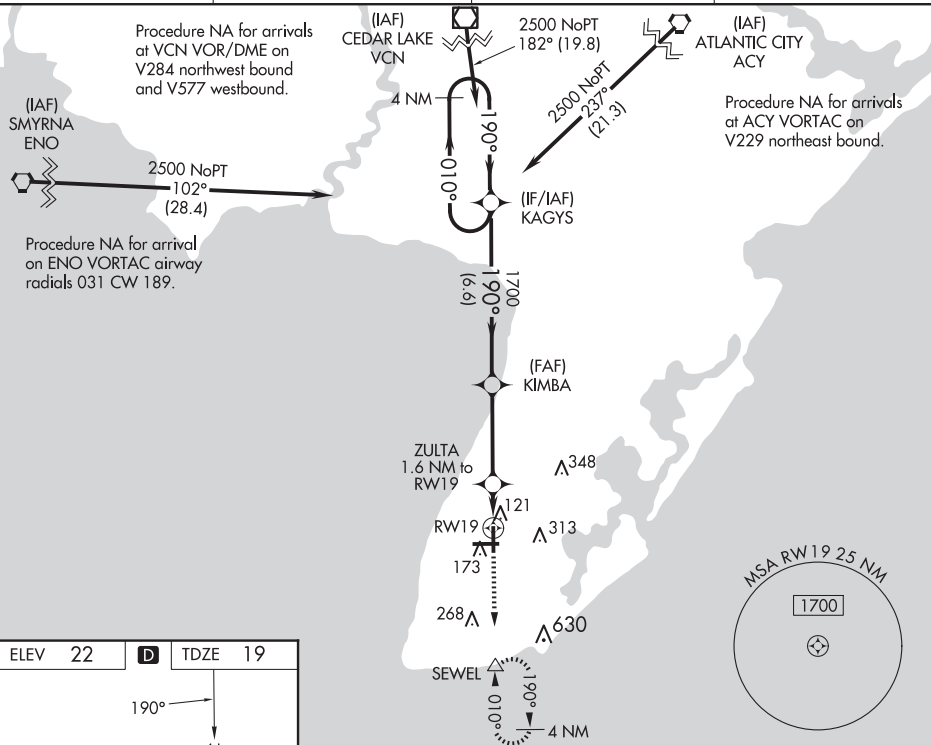 Procedure NA for arrivals
at VCN VOR/DME on
V284 northwest bound
and V577 westbound.
(IAF)
CEDAR LAKE
VCN
2500 NoPT
182° (19.8)
(IAF)
ATLANTIC CITY
ACY
2500 NoPT
237°
(21.3)
Procedure NA for arrivals
at ACY VORTAC on
V229 northeast bound.
(IAF)
SMYRNA
ENO
2500 NoPT
102°
(28.4)
Procedure NA for arrival
on ENO VORTAC airway
radials 031 CW 189.
4 NM
190°
010°
(IF/IAF)
KAGYS
1700
190°
(6.6)
(FAF)
KIMBA
ZULTA
1.6 NM to
RW19
348
121
RW19
313
173
268
630
SEWEL
190°
010°
4 NM
MSA RW19 25 NM
1700
ELEV 22 D TDZE 19
190°